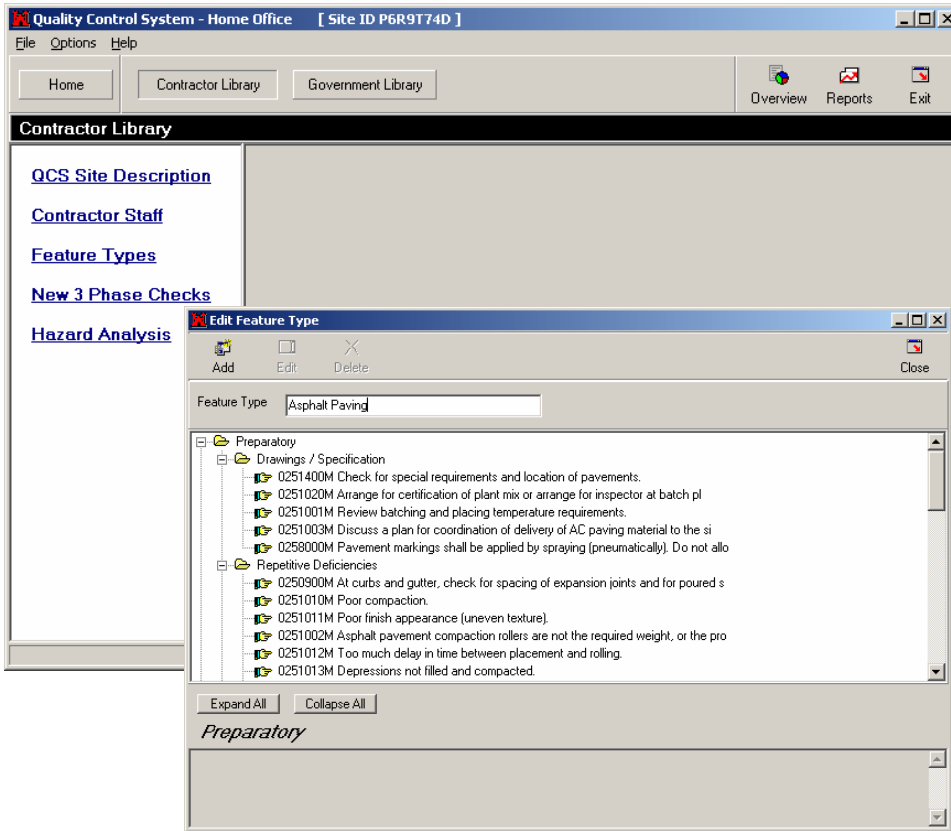 Quality Control System - Home Office [ Site ID P6R9T74D ]
File Options Help
Home Contractor Library Government Library Overview Reports Exit
Contractor Library
QCS Site Description
Contractor Staff
Feature Types
New 3 Phase Checks
Hazard Analysis
Edit Feature Type
Add Edit Delete Close
Feature Type Asphalt Paving
Preparatory
Drawings / Specification
0251400M Check for special requirements and location of pavements.
0251020M Arrange for certification of plant mix or arrange for inspector at batch pl
0251001M Review batching and placing temperature requirements.
0251003M Discuss a plan for coordination of delivery of AC paving material to the si
0258000M Pavement markings shall be applied by spraying (pneumatically). Do not allo
Repetitive Deficiencies
0250900M At curbs and gutter, check for spacing of expansion joints and for poured s
0251010M Poor compaction.
0251011M Poor finish appearance (uneven texture).
0251002M Asphalt pavement compaction rollers are not the required weight, or the pro
0251012M Too much delay in time between placement and rolling.
0251013M Depressions not filled and compacted.
Expand All Collapse All
Preparatory